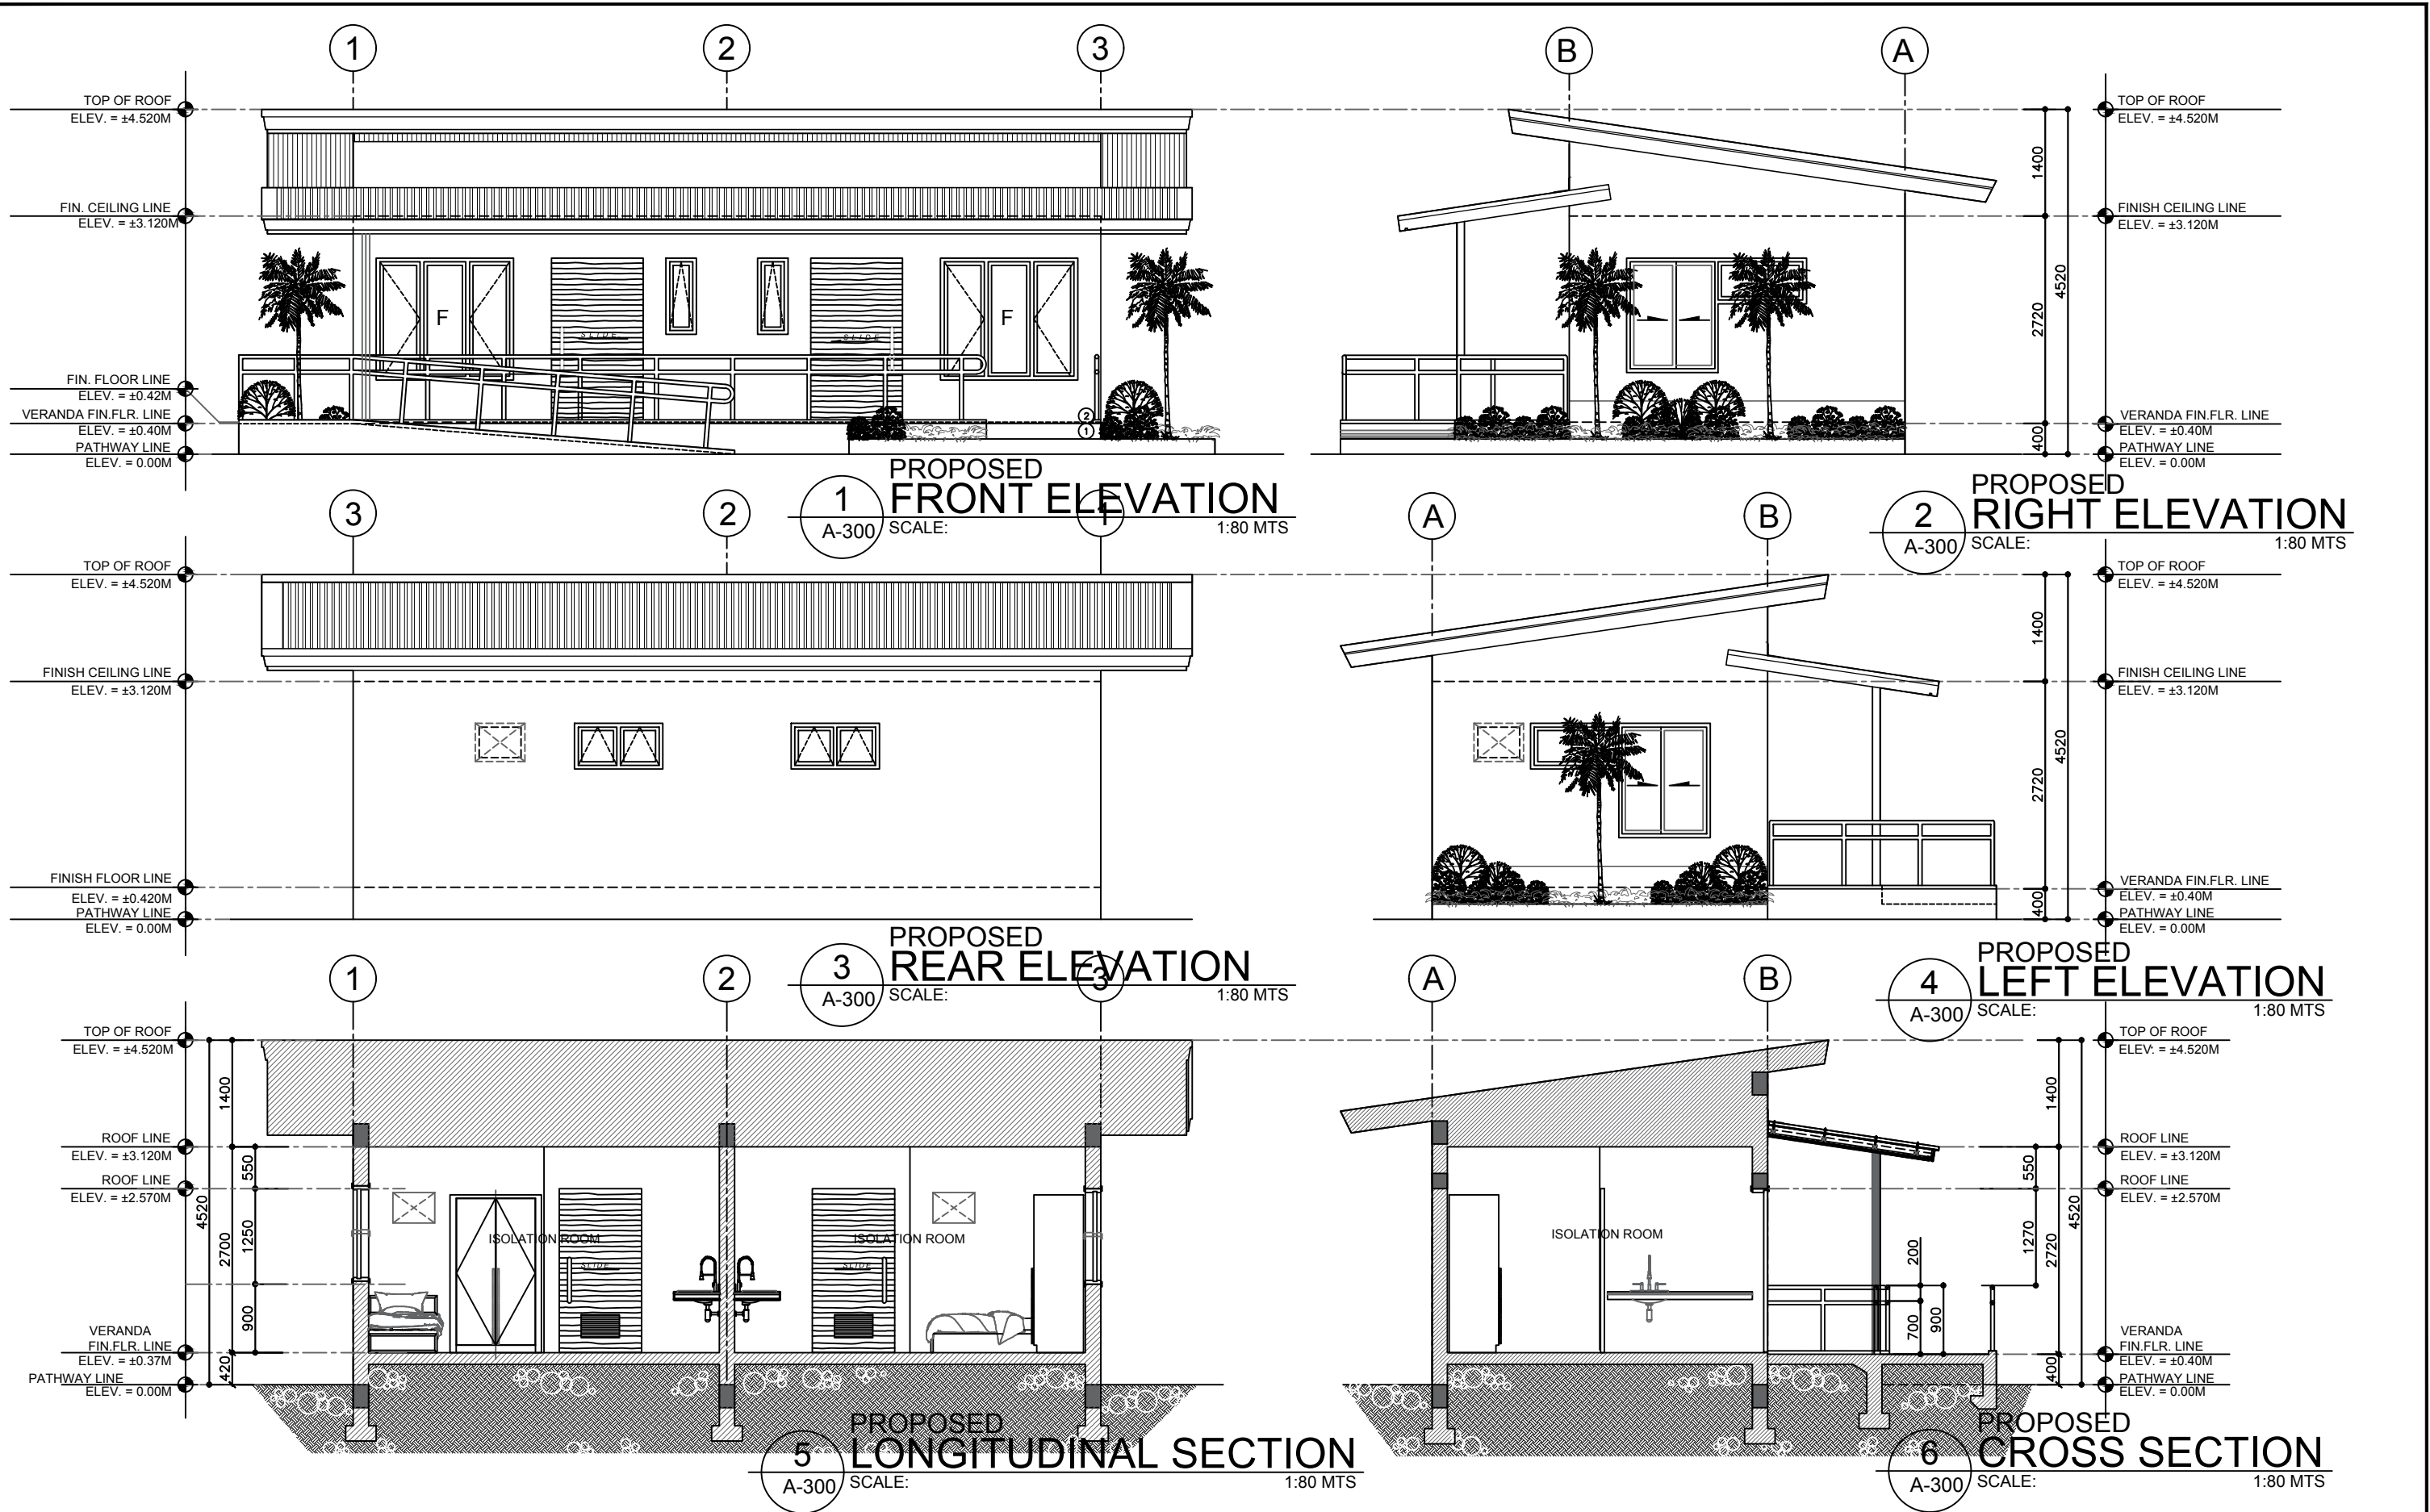 1
2
3
B
A
TOP OF ROOF
ELEV. = ±4.520M
FIN. CEILING LINE
ELEV. = ±3.120M
FIN. FLOOR LINE
ELEV. = ±0.42M
VERANDA FIN.FLR. LINE
ELEV. = ±0.40M
PATHWAY LINE
ELEV. = 0.00M
F
SLIDE
SLIDE
F
2
1
TOP OF ROOF
ELEV. = ±4.520M
FINISH CEILING LINE
ELEV. = ±3.120M
VERANDA FIN.FLR. LINE
ELEV. = ±0.40M
PATHWAY LINE
ELEV. = 0.00M
1400
2720
400
4520
1
A-300
PROPOSED
FRONT ELEVATION
SCALE:
1:80 MTS
2
A-300
PROPOSED
RIGHT ELEVATION
SCALE:
1:80 MTS
3
2
1
A
B
TOP OF ROOF
ELEV. = ±4.520M
FINISH CEILING LINE
ELEV. = ±3.120M
FINISH FLOOR LINE
ELEV. = ±0.420M
PATHWAY LINE
ELEV. = 0.00M
TOP OF ROOF
ELEV. = ±4.520M
FINISH CEILING LINE
ELEV. = ±3.120M
VERANDA FIN.FLR. LINE
ELEV. = ±0.40M
PATHWAY LINE
ELEV. = 0.00M
1400
2720
400
4520
3
A-300
PROPOSED
REAR ELEVATION
SCALE:
1:80 MTS
4
A-300
PROPOSED
LEFT ELEVATION
SCALE:
1:80 MTS
1
2
3
A
B
TOP OF ROOF
ELEV. = ±4.520M
ROOF LINE
ELEV. = ±3.120M
ROOF LINE
ELEV. = ±2.570M
VERANDA
FIN.FLR. LINE
ELEV. = ±0.37M
PATHWAY LINE
ELEV. = 0.00M
4520
1400
2700
420
550
1250
900
ISOLATION ROOM
SLIDE
ISOLATION ROOM
SLIDE
ISOLATION ROOM
200
700
900
550
1270
1400
2720
400
4520
TOP OF ROOF
ELEV. = ±4.520M
ROOF LINE
ELEV. = ±3.120M
ROOF LINE
ELEV. = ±2.570M
VERANDA
FIN.FLR. LINE
ELEV. = ±0.40M
PATHWAY LINE
ELEV. = 0.00M
5
A-300
PROPOSED
LONGITUDINAL SECTION
SCALE:
1:80 MTS
6
A-300
PROPOSED
CROSS SECTION
SCALE:
1:80 MTS